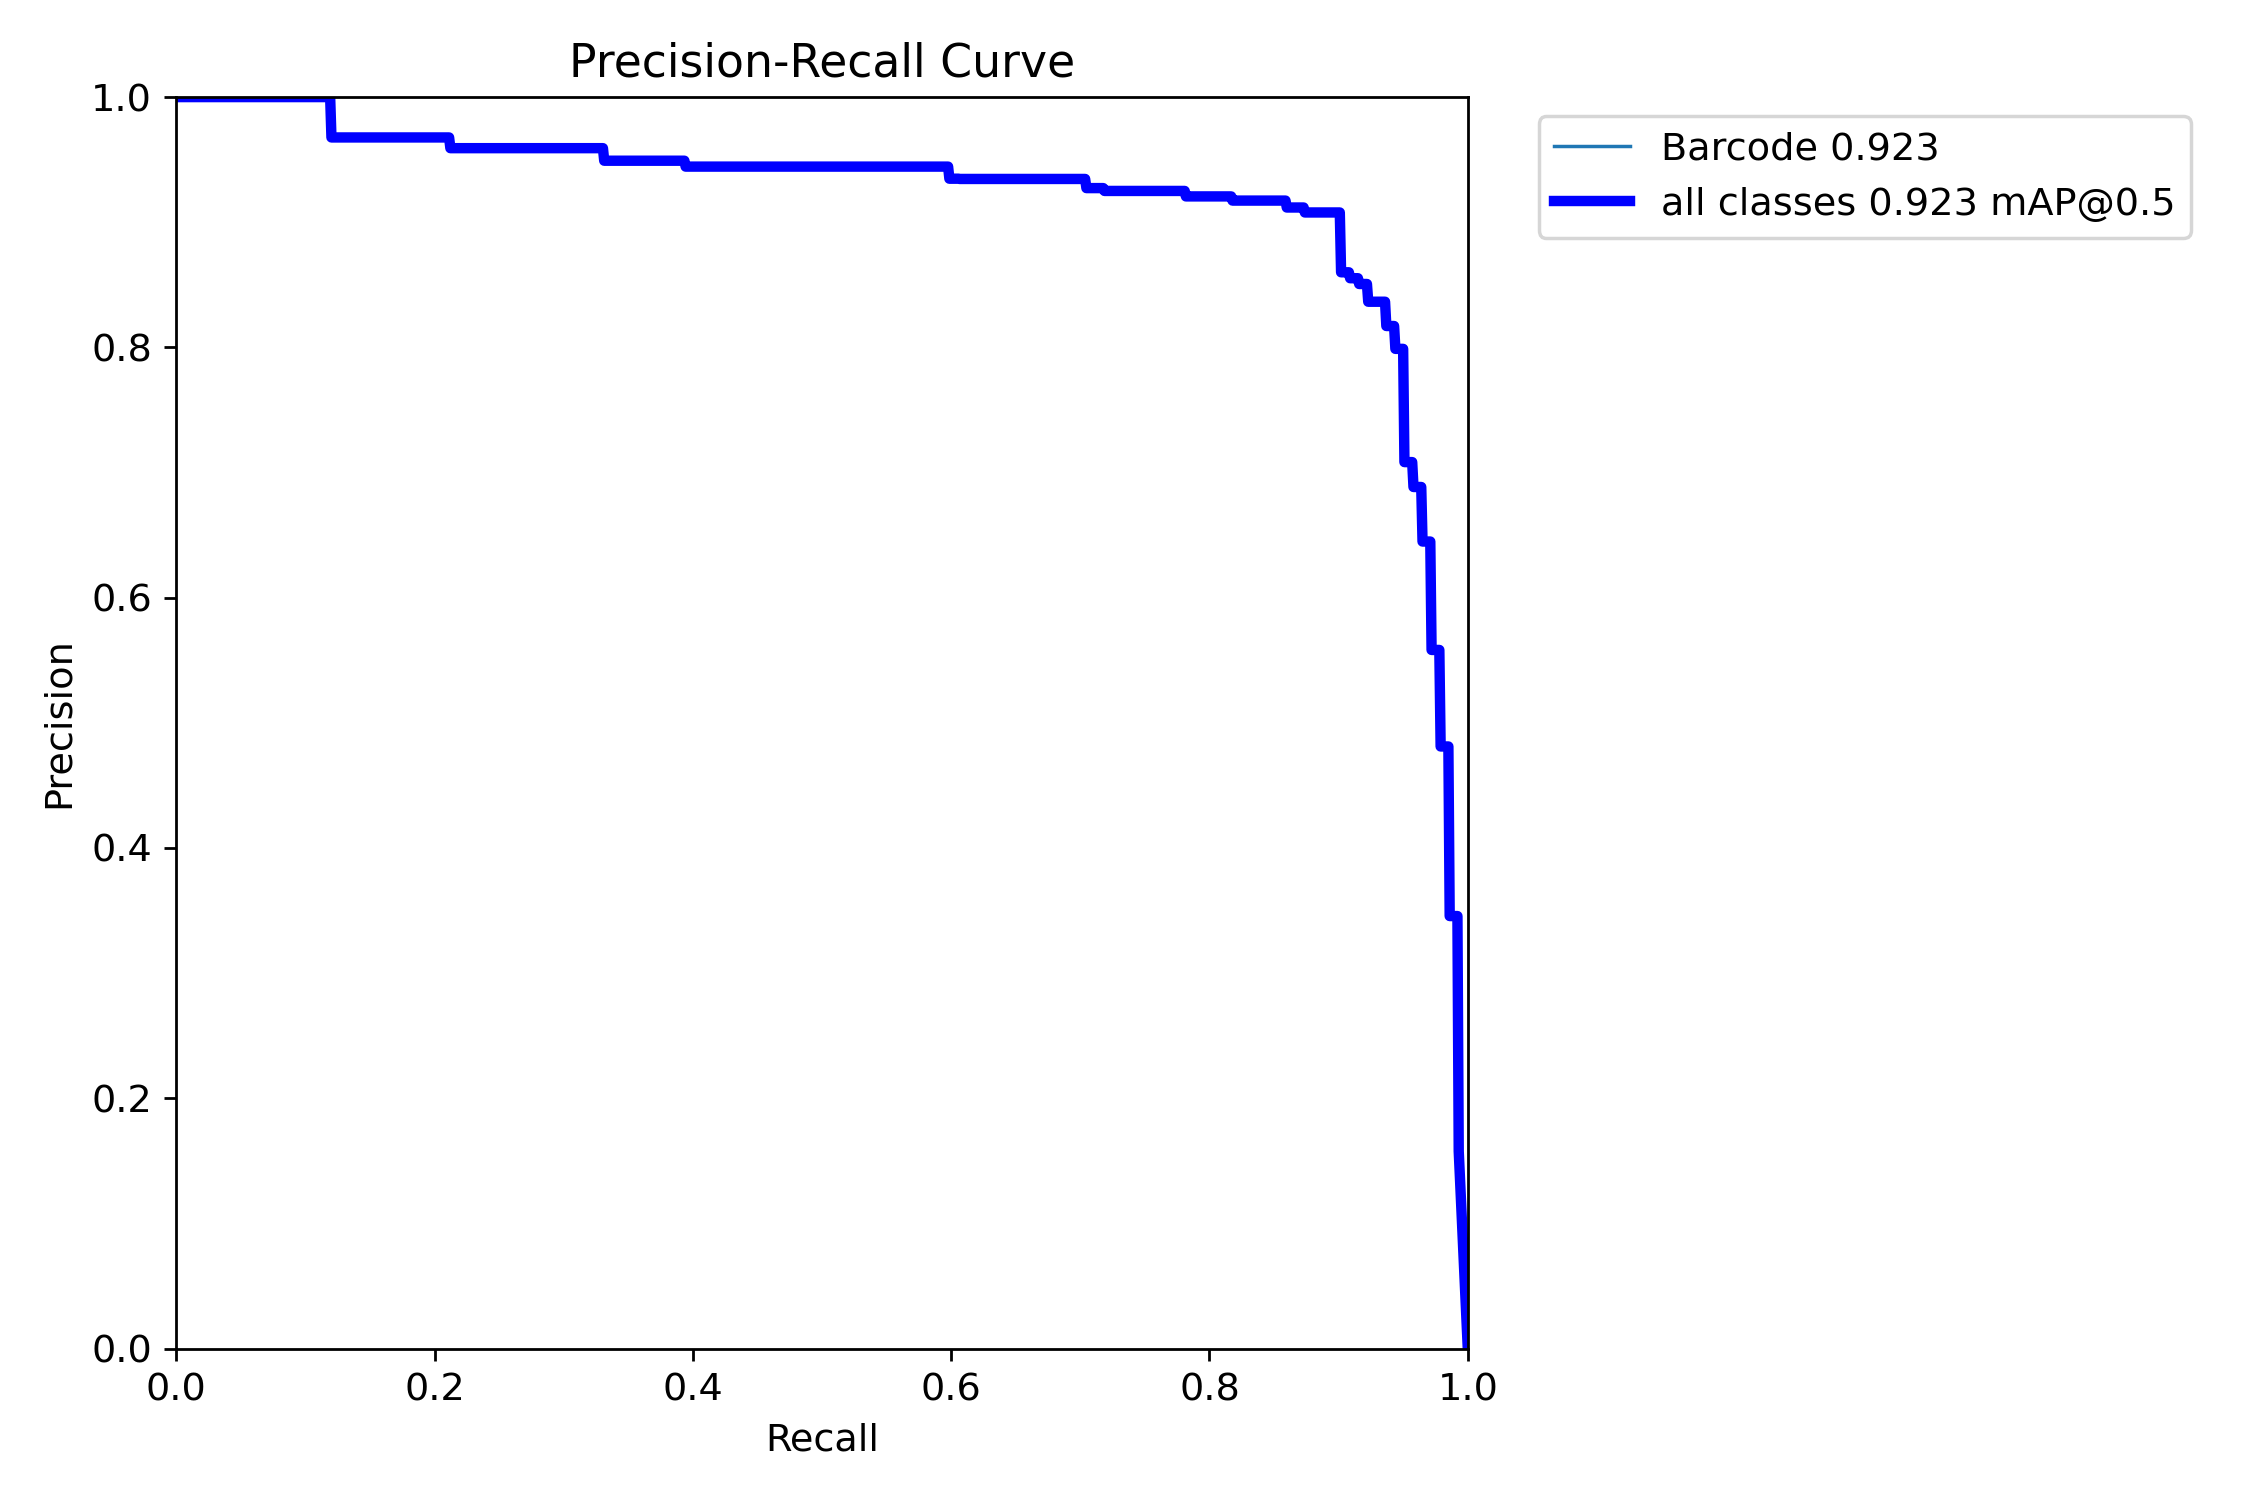 Precision-Recall Curve
Barcode 0.923
all classes 0.923 mAP@0.5
1.0
0.8
0.6
0.4
0.2
0.0
Precision
0.0 0.2 0.4 0.6 0.8 1.0
Recall